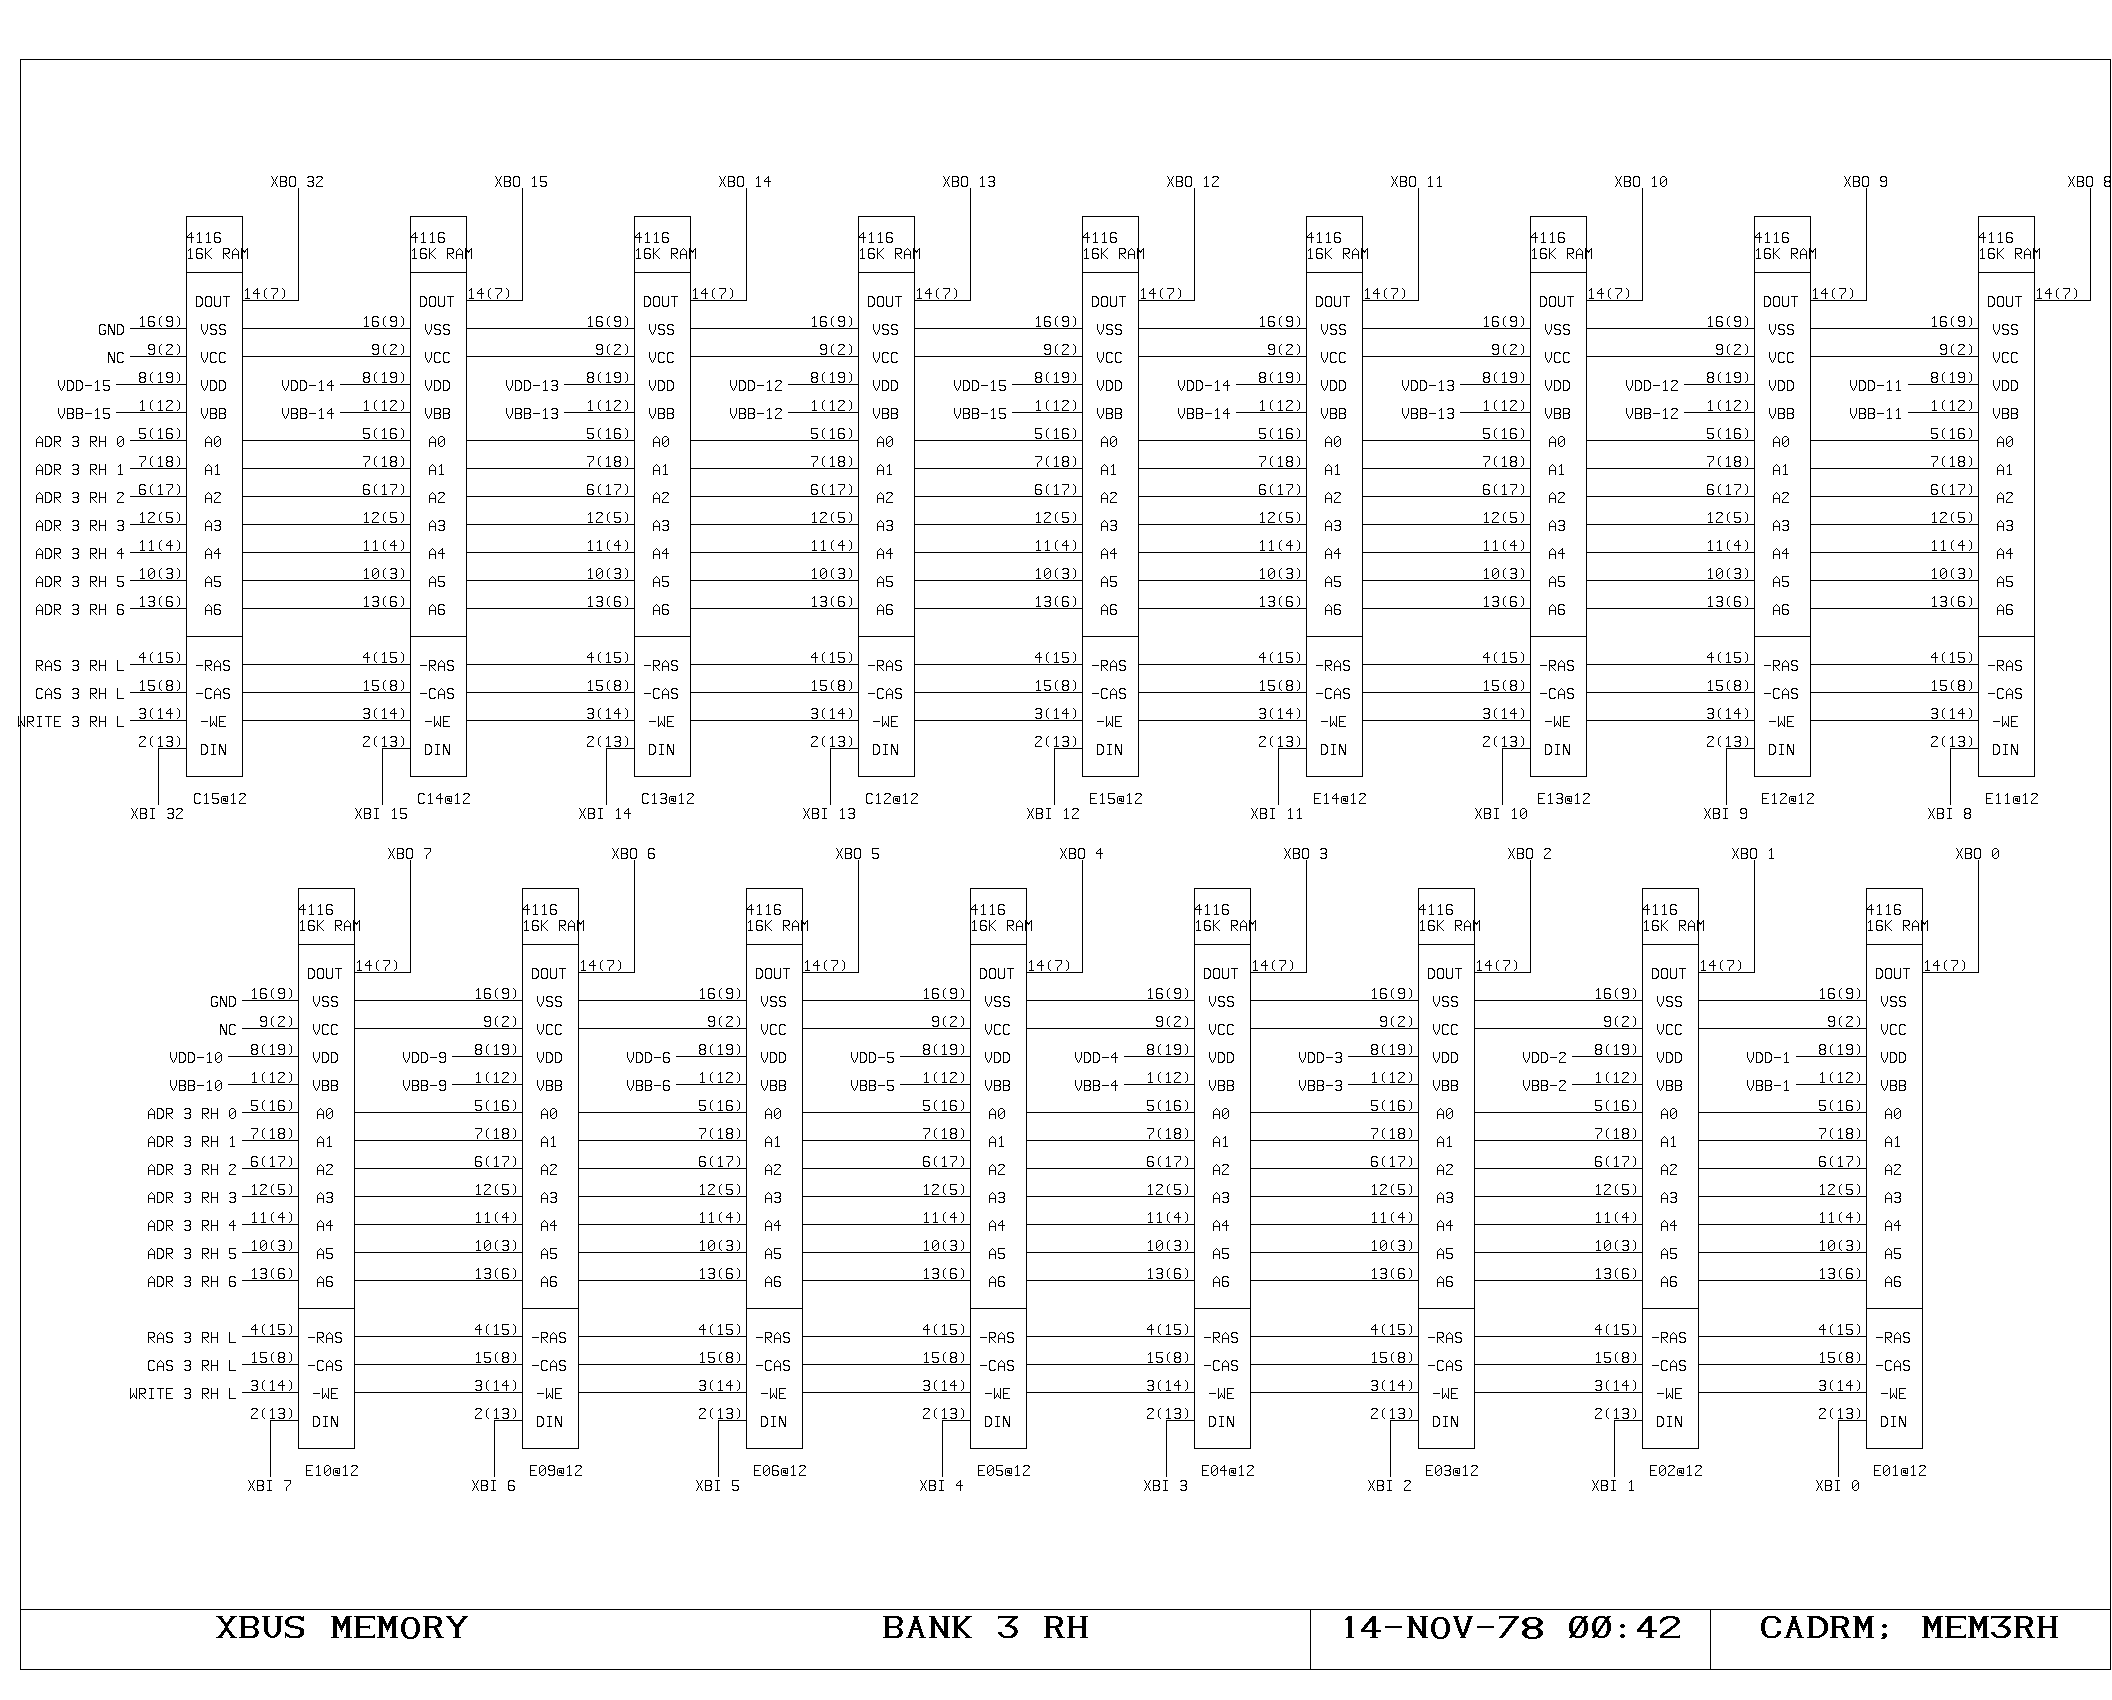 XBO 32 XBO 15 XBO 14 XBO 13 XBO 12 XBO 11 XBO 10 XBO 9 XBO 8
4116 4116 4116 4116 4116 4116 4116 4116 4116
16K RAM 16K RAM 16K RAM 16K RAM 16K RAM 16K RAM 16K RAM 16K RAM 16K RAM
DOUT 14(7) DOUT 14(7) DOUT 14(7) DOUT 14(7) DOUT 14(7) DOUT 14(7) DOUT 14(7) DOUT 14(7) DOUT 14(7)
GND 16(9) VSS 16(9) VSS 16(9) VSS 16(9) VSS 16(9) VSS 16(9) VSS 16(9) VSS 16(9) VSS 16(9) VSS
NC 9(2) VCC 9(2) VCC 9(2) VCC 9(2) VCC 9(2) VCC 9(2) VCC 9(2) VCC 9(2) VCC 9(2) VCC
VDD-15 8(19) VDD VDD-14 8(19) VDD VDD-13 8(19) VDD VDD-12 8(19) VDD VDD-15 8(19) VDD VDD-14 8(19) VDD VDD-13 8(19) VDD VDD-12 8(19) VDD VDD-11 8(19) VDD
VBB-15 1(12) VBB VBB-14 1(12) VBB VBB-13 1(12) VBB VBB-12 1(12) VBB VBB-15 1(12) VBB VBB-14 1(12) VBB VBB-13 1(12) VBB VBB-12 1(12) VBB VBB-11 1(12) VBB
ADR 3 RH 0 5(16) A0 5(16) A0 5(16) A0 5(16) A0 5(16) A0 5(16) A0 5(16) A0 5(16) A0 5(16) A0
ADR 3 RH 1 7(18) A1 7(18) A1 7(18) A1 7(18) A1 7(18) A1 7(18) A1 7(18) A1 7(18) A1 7(18) A1
ADR 3 RH 2 6(17) A2 6(17) A2 6(17) A2 6(17) A2 6(17) A2 6(17) A2 6(17) A2 6(17) A2 6(17) A2
ADR 3 RH 3 12(5) A3 12(5) A3 12(5) A3 12(5) A3 12(5) A3 12(5) A3 12(5) A3 12(5) A3 12(5) A3
ADR 3 RH 4 11(4) A4 11(4) A4 11(4) A4 11(4) A4 11(4) A4 11(4) A4 11(4) A4 11(4) A4 11(4) A4
ADR 3 RH 5 10(3) A5 10(3) A5 10(3) A5 10(3) A5 10(3) A5 10(3) A5 10(3) A5 10(3) A5 10(3) A5
ADR 3 RH 6 13(6) A6 13(6) A6 13(6) A6 13(6) A6 13(6) A6 13(6) A6 13(6) A6 13(6) A6 13(6) A6
RAS 3 RH L 4(15) -RAS 4(15) -RAS 4(15) -RAS 4(15) -RAS 4(15) -RAS 4(15) -RAS 4(15) -RAS 4(15) -RAS 4(15) -RAS
CAS 3 RH L 15(8) -CAS 15(8) -CAS 15(8) -CAS 15(8) -CAS 15(8) -CAS 15(8) -CAS 15(8) -CAS 15(8) -CAS 15(8) -CAS
WRITE 3 RH L 3(14) -WE 3(14) -WE 3(14) -WE 3(14) -WE 3(14) -WE 3(14) -WE 3(14) -WE 3(14) -WE 3(14) -WE
2(13) DIN 2(13) DIN 2(13) DIN 2(13) DIN 2(13) DIN 2(13) DIN 2(13) DIN 2(13) DIN 2(13) DIN
C15@12 C14@12 C13@12 C12@12 E15@12 E14@12 E13@12 E12@12 E11@12
XBI 32 XBI 15 XBI 14 XBI 13 XBI 12 XBI 11 XBI 10 XBI 9 XBI 8
XBO 7 XBO 6 XBO 5 XBO 4 XBO 3 XBO 2 XBO 1 XBO 0
4116 4116 4116 4116 4116 4116 4116 4116
16K RAM 16K RAM 16K RAM 16K RAM 16K RAM 16K RAM 16K RAM 16K RAM
DOUT 14(7) DOUT 14(7) DOUT 14(7) DOUT 14(7) DOUT 14(7) DOUT 14(7) DOUT 14(7) DOUT 14(7)
GND 16(9) VSS 16(9) VSS 16(9) VSS 16(9) VSS 16(9) VSS 16(9) VSS 16(9) VSS 16(9) VSS
NC 9(2) VCC 9(2) VCC 9(2) VCC 9(2) VCC 9(2) VCC 9(2) VCC 9(2) VCC 9(2) VCC
VDD-10 8(19) VDD VDD-9 8(19) VDD VDD-6 8(19) VDD VDD-5 8(19) VDD VDD-4 8(19) VDD VDD-3 8(19) VDD VDD-2 8(19) VDD VDD-1 8(19) VDD
VBB-10 1(12) VBB VBB-9 1(12) VBB VBB-6 1(12) VBB VBB-5 1(12) VBB VBB-4 1(12) VBB VBB-3 1(12) VBB VBB-2 1(12) VBB VBB-1 1(12) VBB
ADR 3 RH 0 5(16) A0 5(16) A0 5(16) A0 5(16) A0 5(16) A0 5(16) A0 5(16) A0 5(16) A0
ADR 3 RH 1 7(18) A1 7(18) A1 7(18) A1 7(18) A1 7(18) A1 7(18) A1 7(18) A1 7(18) A1
ADR 3 RH 2 6(17) A2 6(17) A2 6(17) A2 6(17) A2 6(17) A2 6(17) A2 6(17) A2 6(17) A2
ADR 3 RH 3 12(5) A3 12(5) A3 12(5) A3 12(5) A3 12(5) A3 12(5) A3 12(5) A3 12(5) A3
ADR 3 RH 4 11(4) A4 11(4) A4 11(4) A4 11(4) A4 11(4) A4 11(4) A4 11(4) A4 11(4) A4
ADR 3 RH 5 10(3) A5 10(3) A5 10(3) A5 10(3) A5 10(3) A5 10(3) A5 10(3) A5 10(3) A5
ADR 3 RH 6 13(6) A6 13(6) A6 13(6) A6 13(6) A6 13(6) A6 13(6) A6 13(6) A6 13(6) A6
RAS 3 RH L 4(15) -RAS 4(15) -RAS 4(15) -RAS 4(15) -RAS 4(15) -RAS 4(15) -RAS 4(15) -RAS 4(15) -RAS
CAS 3 RH L 15(8) -CAS 15(8) -CAS 15(8) -CAS 15(8) -CAS 15(8) -CAS 15(8) -CAS 15(8) -CAS 15(8) -CAS
WRITE 3 RH L 3(14) -WE 3(14) -WE 3(14) -WE 3(14) -WE 3(14) -WE 3(14) -WE 3(14) -WE 3(14) -WE
2(13) DIN 2(13) DIN 2(13) DIN 2(13) DIN 2(13) DIN 2(13) DIN 2(13) DIN 2(13) DIN
E10@12 E09@12 E06@12 E05@12 E04@12 E03@12 E02@12 E01@12
XBI 7 XBI 6 XBI 5 XBI 4 XBI 3 XBI 2 XBI 1 XBI 0
XBUS MEMORY BANK 3 RH 14-NOV-78 00:42 CADRM; MEM3RH